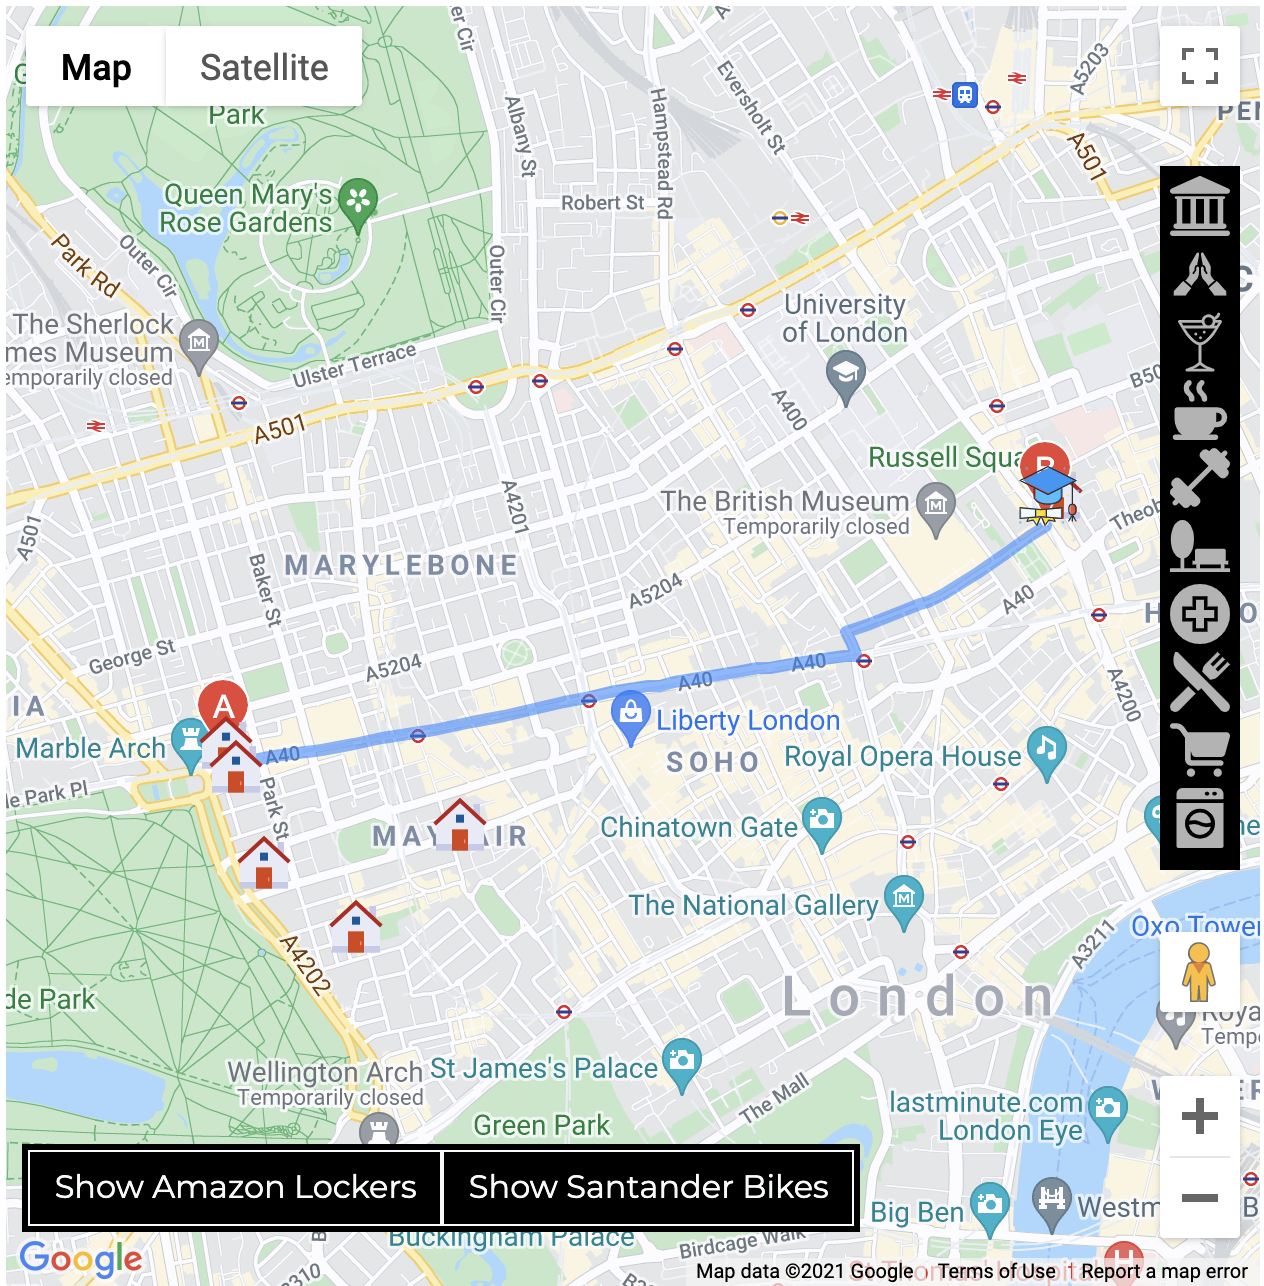 er Cir
Map
Satellite
Park
Albany St
Hampstead Rd
Eversholt St
A5203
A501
Queen Mary's
Rose Gardens
Robert St
Park Rd
Outer Cir
Outer Cir
The Sherlock
mes Museum
emporarily closed
Ulster Terrace
University
of London
A400
B50
A501
A501
A4201
Russell Squa
The British Museum
Temporarily closed
Theob
MARYLEBONE
Baker St
A5204
A40
George St
A5204
A40
A40
A4200
IA
A
Marble Arch
A40
Liberty London
SOHO
Royal Opera House
le Park Pl
Park St
Chinatown Gate
The National Gallery
A4202
A3211
Oxo Tower
de Park
London
Roya
Tempo
Wellington Arch
Temporarily closed
St James's Palace
The Mall
Green Park
lastminute.com
London Eye
Show Amazon Lockers
Show Santander Bikes
Big Ben
Westm
Buckingham Palace
Birdcage Walk
B310
Google
Map data ©2021 Google
Terms of Use
Report a map error